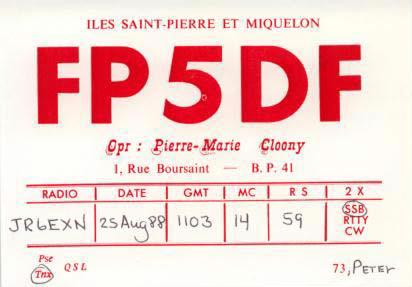 ILES SAINT-PIERRE ET MIQUELON
FP5DF
Opr : Pierre-Marie Cloony
1, Rue Boursaint — B. P. 41
RADIO DATE GMT MC R S 2 X
JR6EXN 25Aug88 1103 14 59 SSB
RTTY
CW
Pse
Tnx QSL 73, PETER